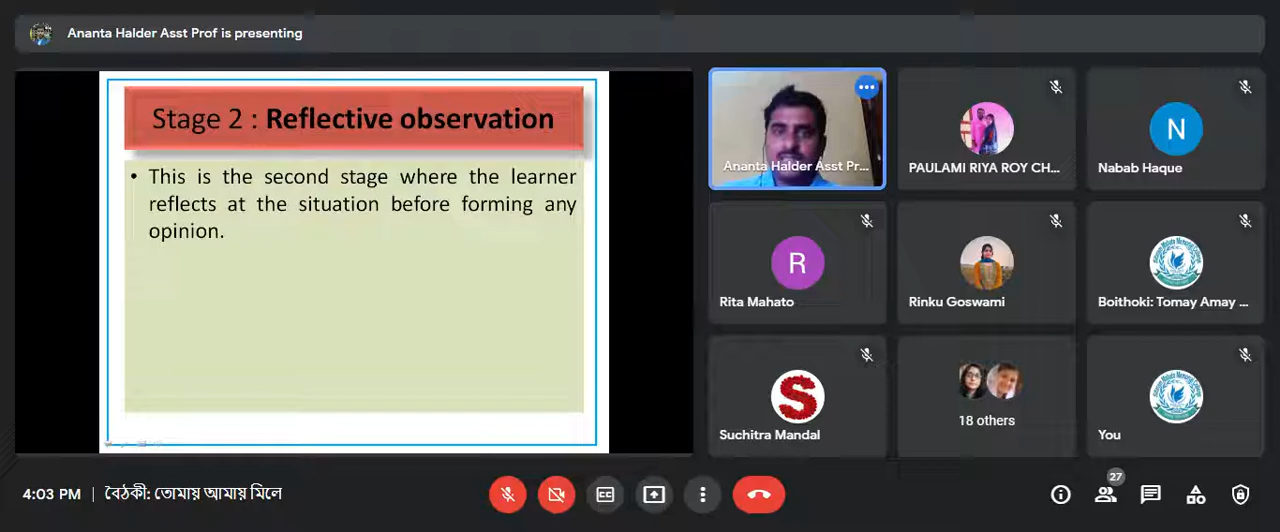 Ananta Halder Asst Prof is presenting
Stage 2 : Reflective observation
• This is the second stage where the learner
reflects at the situation before forming any
opinion.
Ananta Halder Asst Pr...
PAULAMI RIYA ROY CH...
N
Nabab Haque
R
Rita Mahato
Rinku Goswami
Boithoki: Tomay Amay ...
S
Suchitra Mandal
18 others
You
4:03 PM | বৈঠকী: তোমায় আমায় মিলে
CC
27